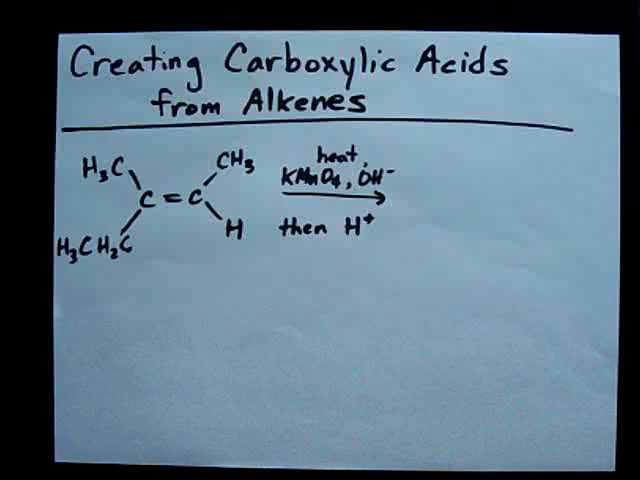 Creating Carboxylic Acids
from Alkenes
H₃C CH₃ heat,
KMnO₄, OH⁻
C = C
H₃CH₂C H then H⁺